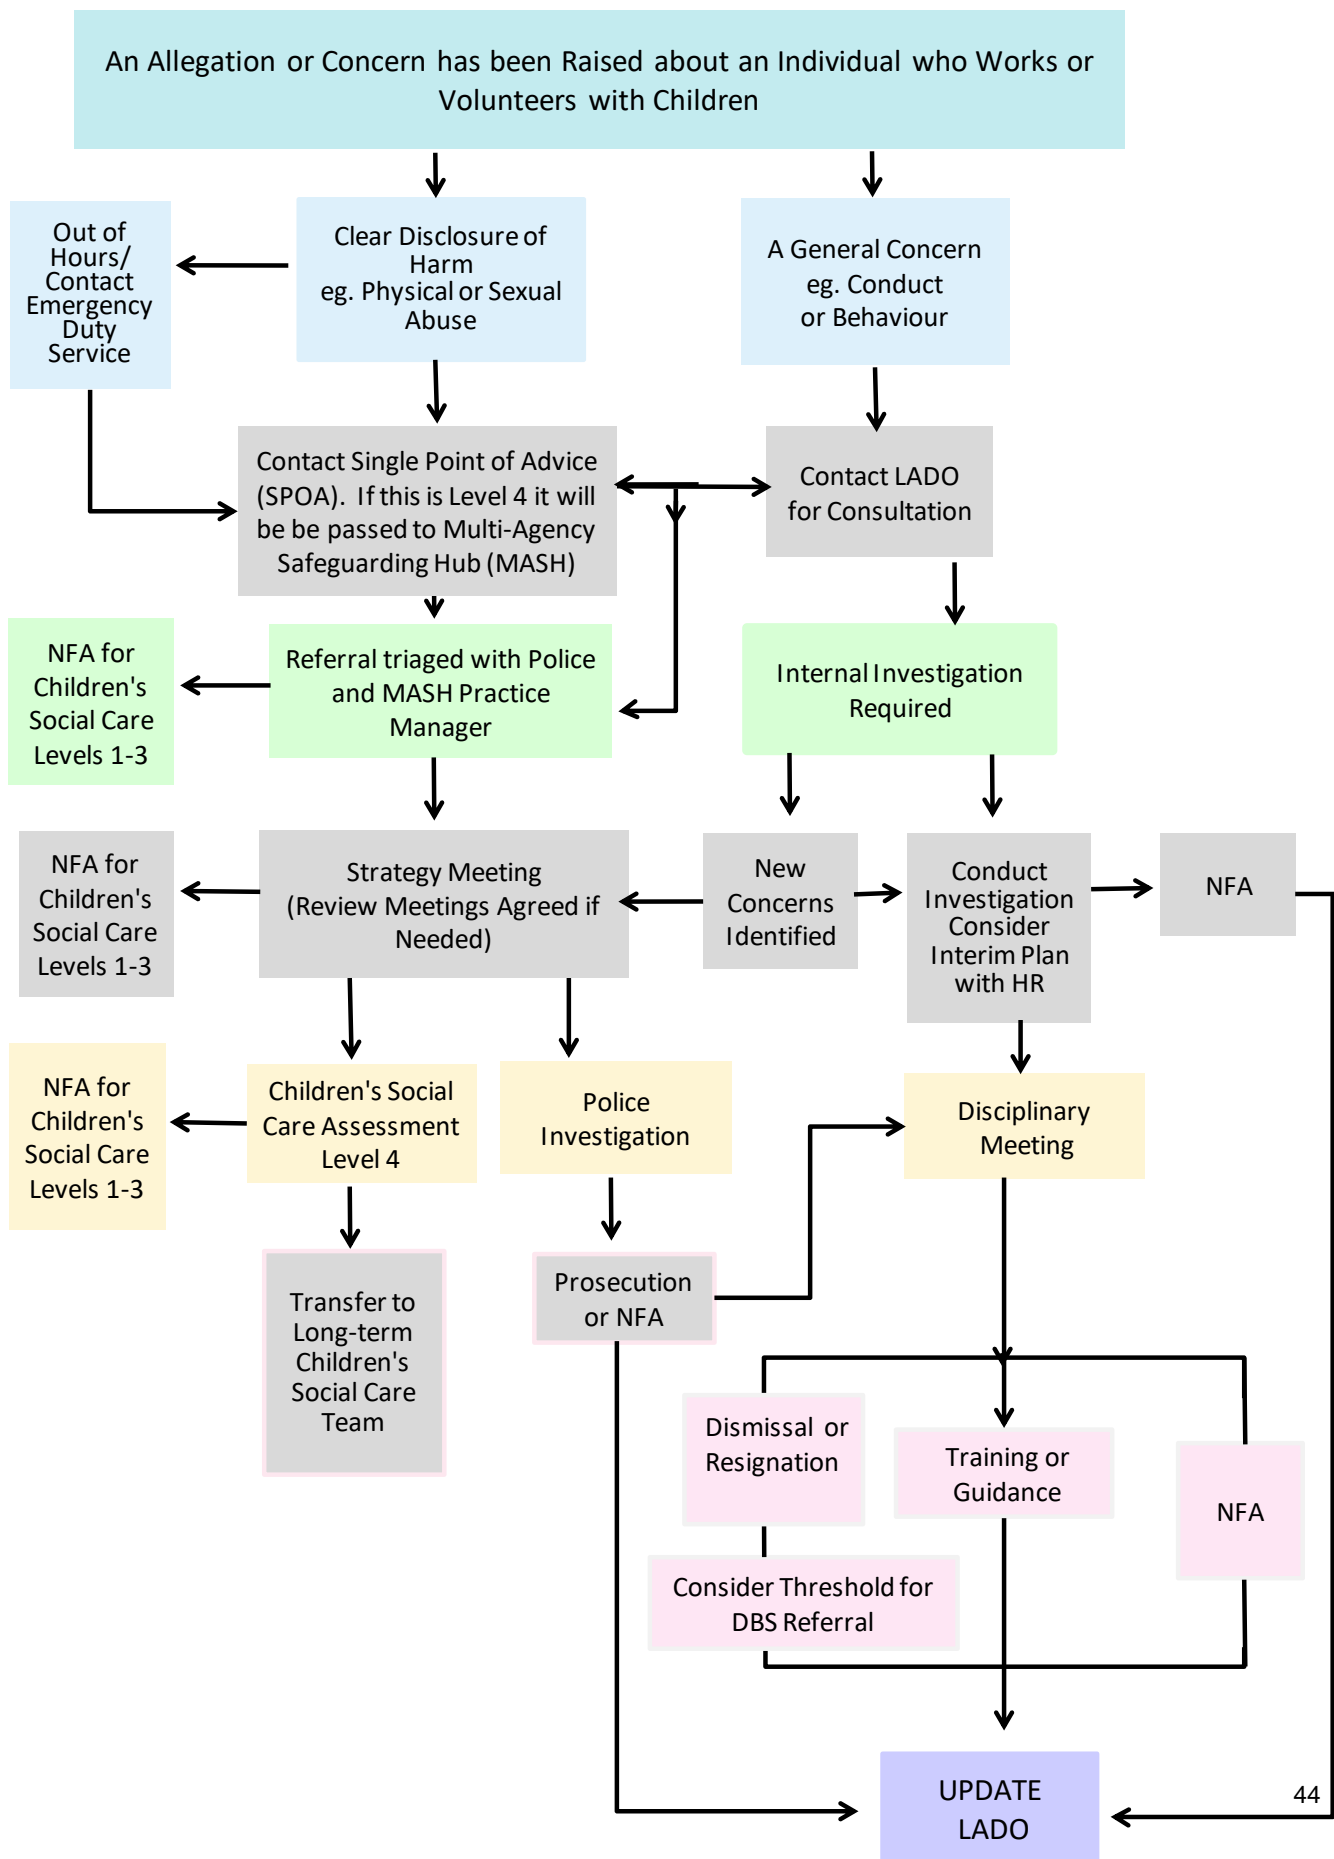 An Allegation or Concern has been Raised about an Individual who Works or
Volunteers with Children
Out of
Hours/
Contact
Emergency
Duty
Service
Clear Disclosure of
Harm
eg. Physical or Sexual
Abuse
A General Concern
eg. Conduct
or Behaviour
Contact Single Point of Advice
(SPOA). If this is Level 4 it will
be be passed to Multi-Agency
Safeguarding Hub (MASH)
Contact LADO
for Consultation
NFA for
Children's
Social Care
Levels 1-3
Referral triaged with Police
and MASH Practice
Manager
Internal Investigation
Required
NFA for
Children's
Social Care
Levels 1-3
Strategy Meeting
(Review Meetings Agreed if
Needed)
New
Concerns
Identified
Conduct
Investigation
Consider
Interim Plan
with HR
NFA
NFA for
Children's
Social Care
Levels 1-3
Children's Social
Care Assessment
Level 4
Police
Investigation
Disciplinary
Meeting
Transfer to
Long-term
Children's
Social Care
Team
Prosecution
or NFA
Dismissal or
Resignation
Training or
Guidance
NFA
Consider Threshold for
DBS Referral
UPDATE
LADO
44